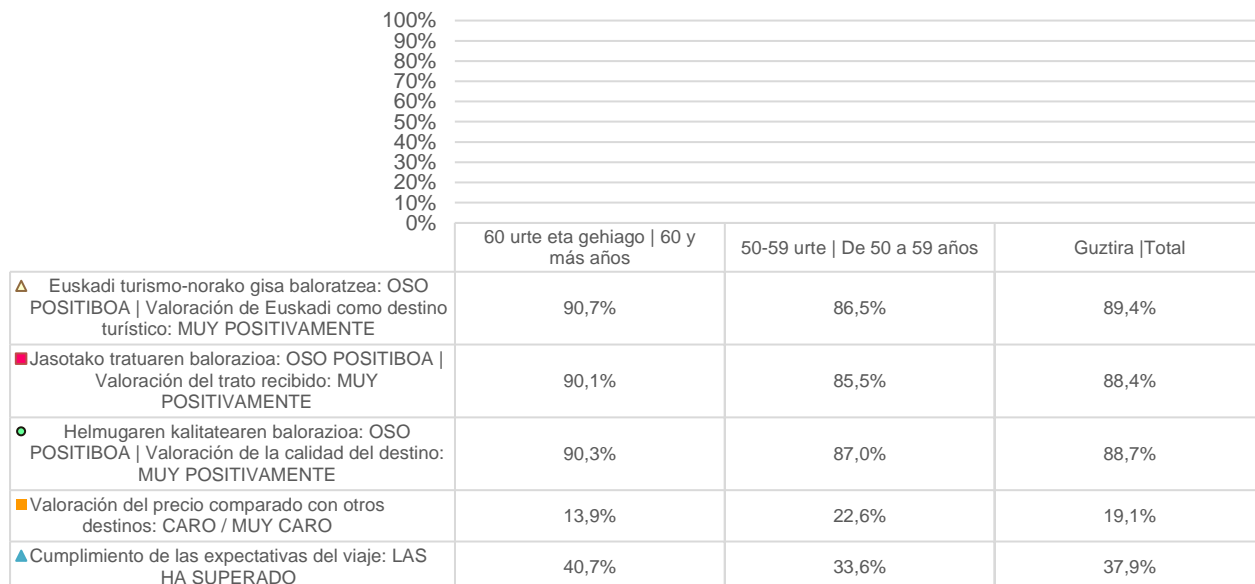 100%
90%
80%
70%
60%
50%
40%
30%
20%
10%
0%
60 urte eta gehiago | 60 y
más años
50-59 urte | De 50 a 59 años
Guztira |Total
Euskadi turismo-norako gisa baloratzea: OSO
POSITIBOA | Valoración de Euskadi como destino
turístico: MUY POSITIVAMENTE
90,7%
86,5%
89,4%
Jasotako tratuaren balorazioa: OSO POSITIBOA |
Valoración del trato recibido: MUY
POSITIVAMENTE
90,1%
85,5%
88,4%
Helmugaren kalitatearen balorazioa: OSO
POSITIBOA | Valoración de la calidad del destino:
MUY POSITIVAMENTE
90,3%
87,0%
88,7%
Valoración del precio comparado con otros
destinos: CARO / MUY CARO
13,9%
22,6%
19,1%
Cumplimiento de las expectativas del viaje: LAS
HA SUPERADO
40,7%
33,6%
37,9%